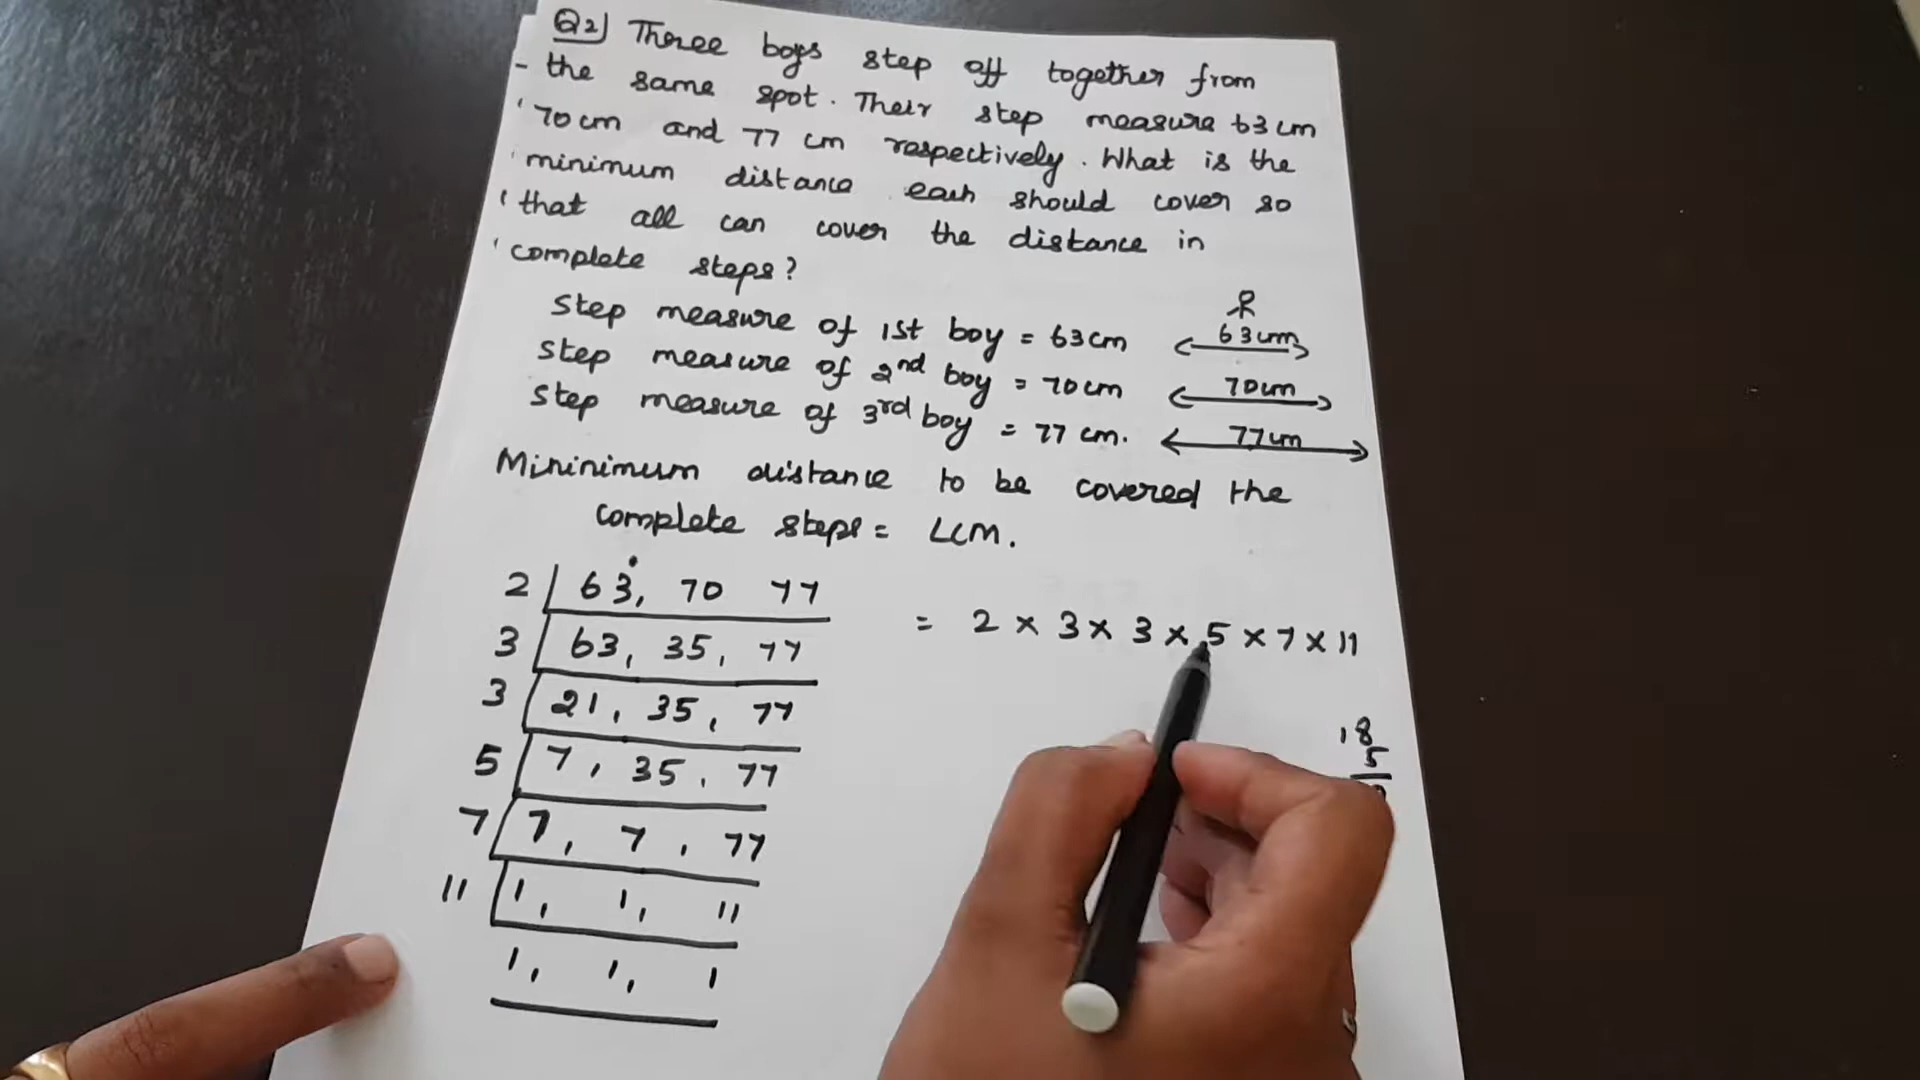 Q2) Three boys step off together from
the same spot. Their step measure 63 cm
70 cm and 77 cm respectively. What is the
minimum distance each should cover so
that all can cover the distance in
complete steps?
Step measure of 1st boy = 63cm
63cm
Step measure of 2nd boy = 70cm
70cm
Step measure of 3rd boy = 77 cm.
77cm
Mininimum distance to be covered the
complete steps = LCM.
2 63, 70 77
3 63, 35, 77
3 21, 35, 77
5 7, 35, 77
7 7, 7, 77
11 1, 1, 11
1, 1, 1
= 2 × 3 × 3 × 5 × 7 × 11
18
5